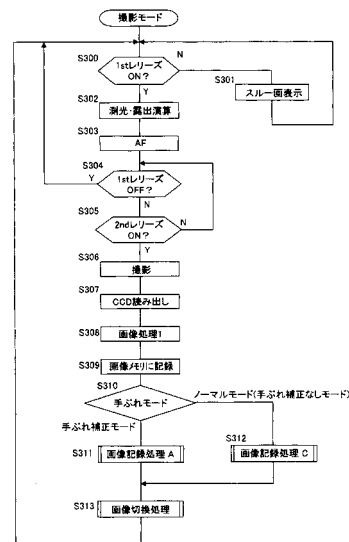 撮影モード
S300
1stレリーズ
ON?
N
Y
S301
スルー画表示
S302
測光・露出演算
S303
AF
S304
1stレリーズ
OFF?
Y
N
S305
2ndレリーズ
ON?
N
Y
S306
撮影
S307
CCD読み出し
S308
画像処理1
S309
画像メモリに記録
S310
手ぶれモード
ノーマルモード(手ぶれ補正なしモード)
手ぶれ補正モード
S311
画像記録処理 A
S312
画像記録処理 C
S313
画像切換処理